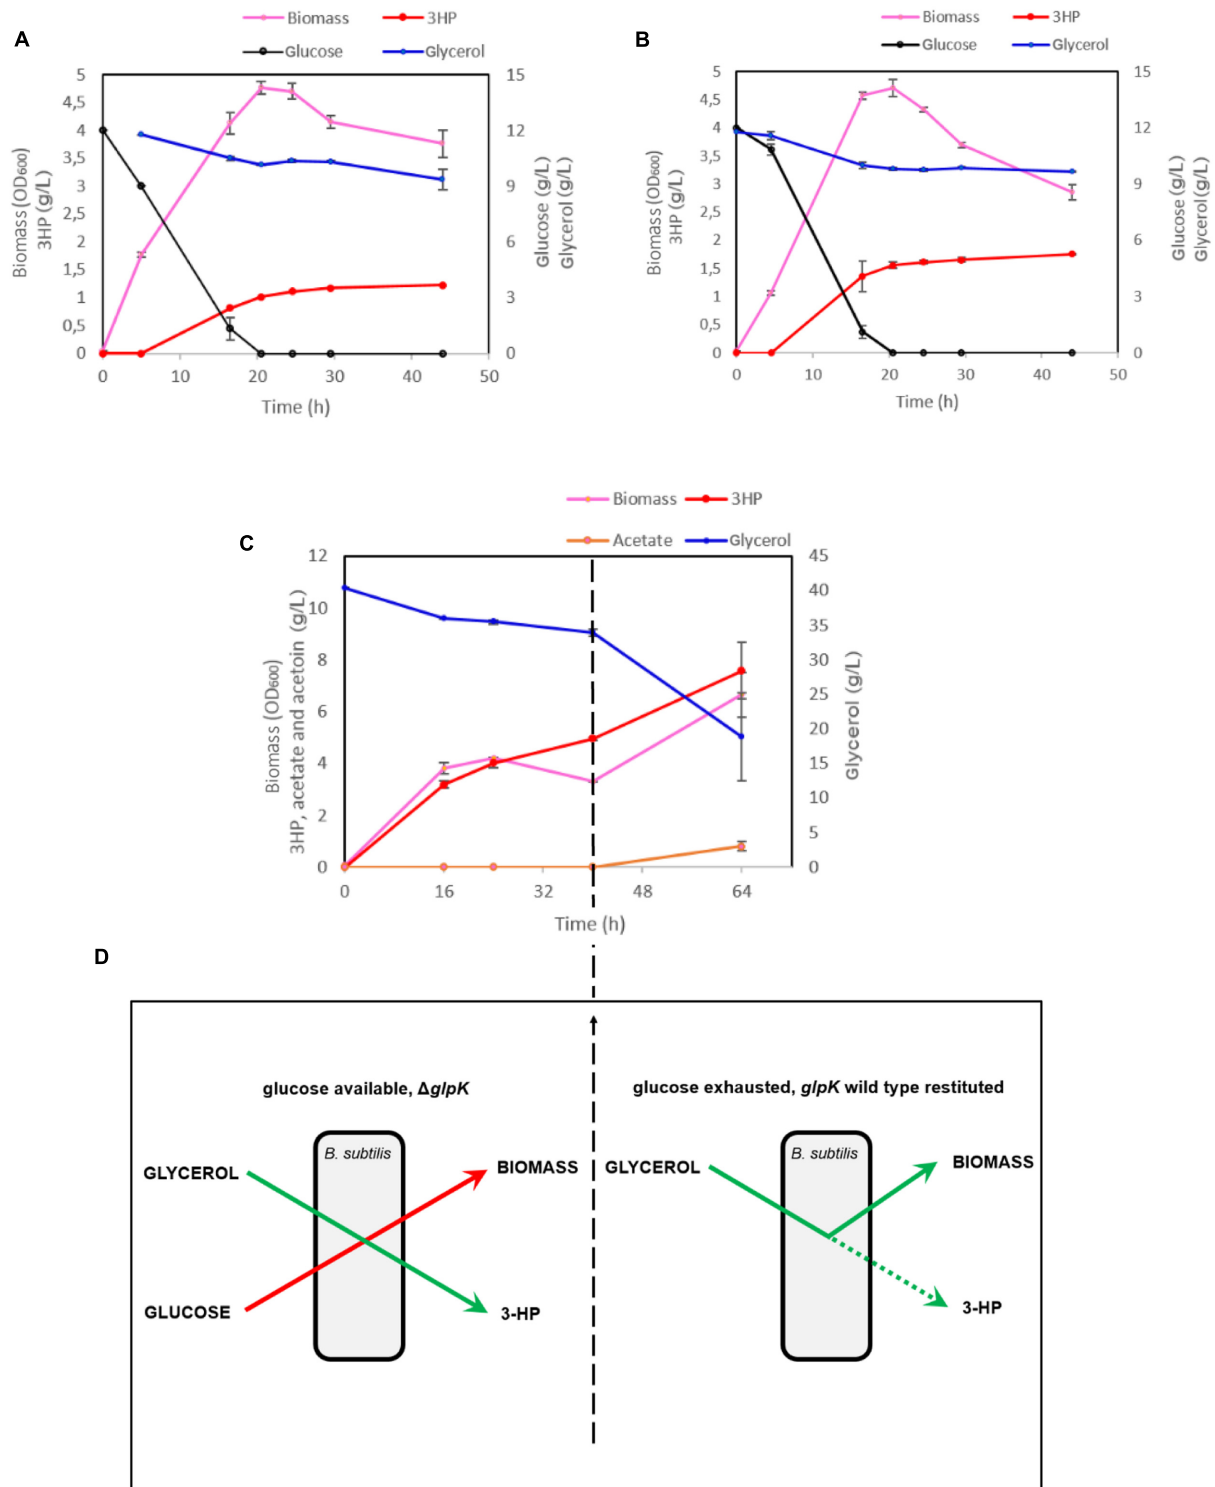 A
Biomass 3HP
Glucose Glycerol
5
4,5
4
3,5
3
2,5
2
1,5
1
0,5
0
15
12
9
6
3
0
0 10 20 30 40 50
Time (h)
Biomass (OD600)
3HP (g/L)
Glucose (g/L)
Glycerol (g/L)
B
Biomass 3HP
Glucose Glycerol
5
4,5
4
3,5
3
2,5
2
1,5
1
0,5
0
15
12
9
6
3
0
0 10 20 30 40 50
Time (h)
Biomass (OD600)
3HP (g/L)
Glucose (g/L)
Glycerol (g/L)
C
Biomass 3HP
Acetate Glycerol
12
10
8
6
4
2
0
45
40
35
30
25
20
15
10
5
0
0 16 32 48 64
Time (h)
Biomass (OD600)
3HP, acetate and acetoin (g/L)
Glycerol (g/L)
D
glucose available, ΔglpK
B. subtilis
GLYCEROL
BIOMASS
GLUCOSE
3-HP
glucose exhausted, glpK wild type restituted
B. subtilis
GLYCEROL
BIOMASS
3-HP